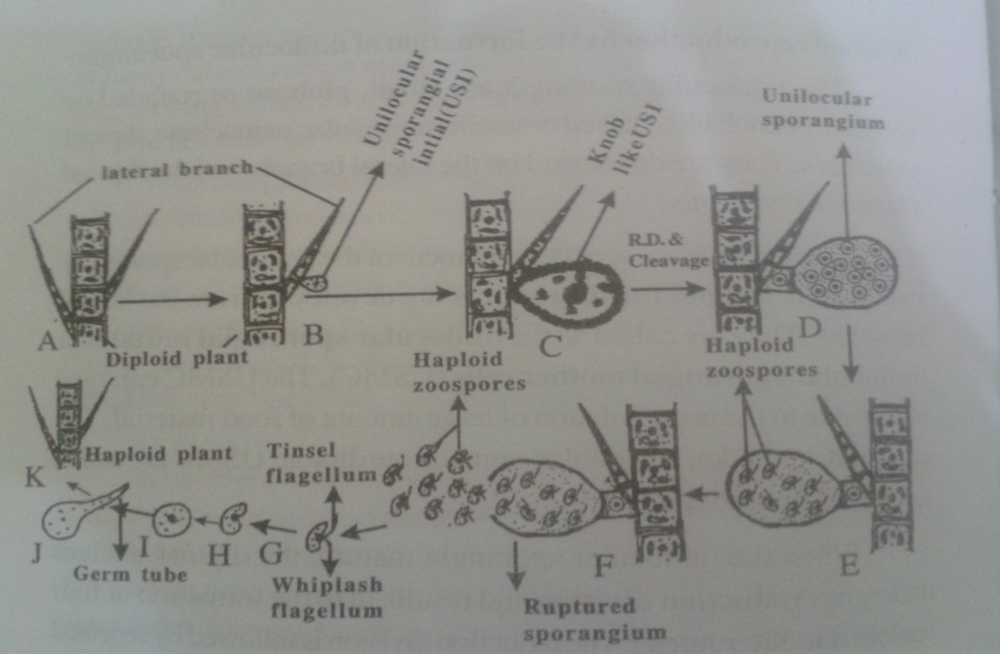 Unilocular
sporangial
intial(USI)
Knob
likeUSI
Unilocular
sporangium
lateral branch
R.D. &
Cleavage
A
B
C
D
Diploid plant
Haploid
zoospores
Haploid
zoospores
Haploid plant
Tinsel
flagellum
K
J
I
H
G
F
E
Germ tube
Whiplash
flagellum
Ruptured
sporangium